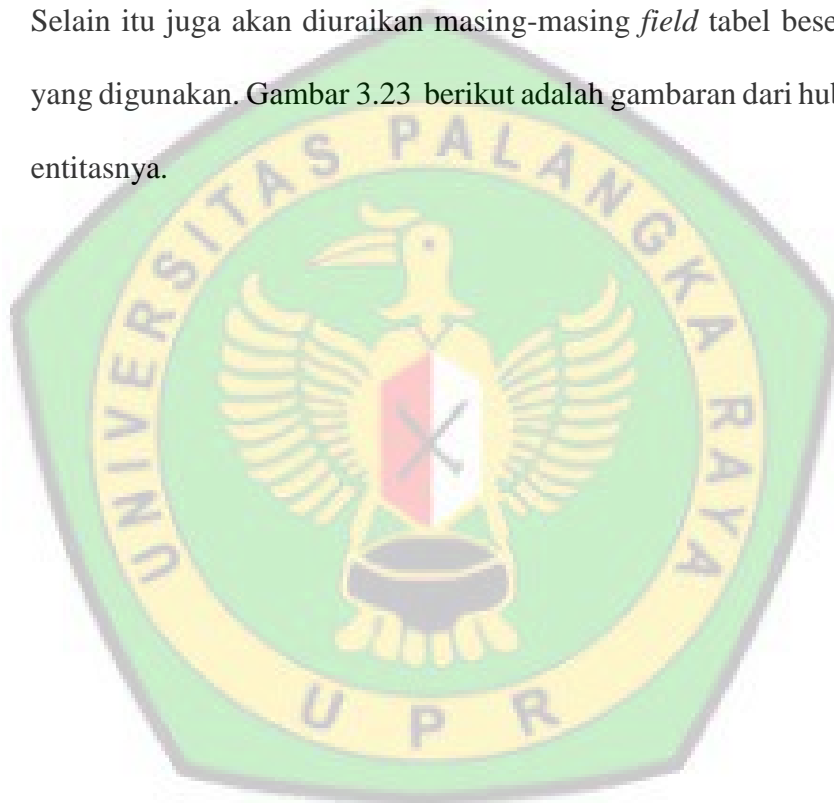 Selain itu juga akan diuraikan masing-masing field tabel
yang digunakan. Gambar 3.23 berikut adalah gambaran dari
entitasnya.
UNIVERSITAS PALANGKA RAYA
UPR